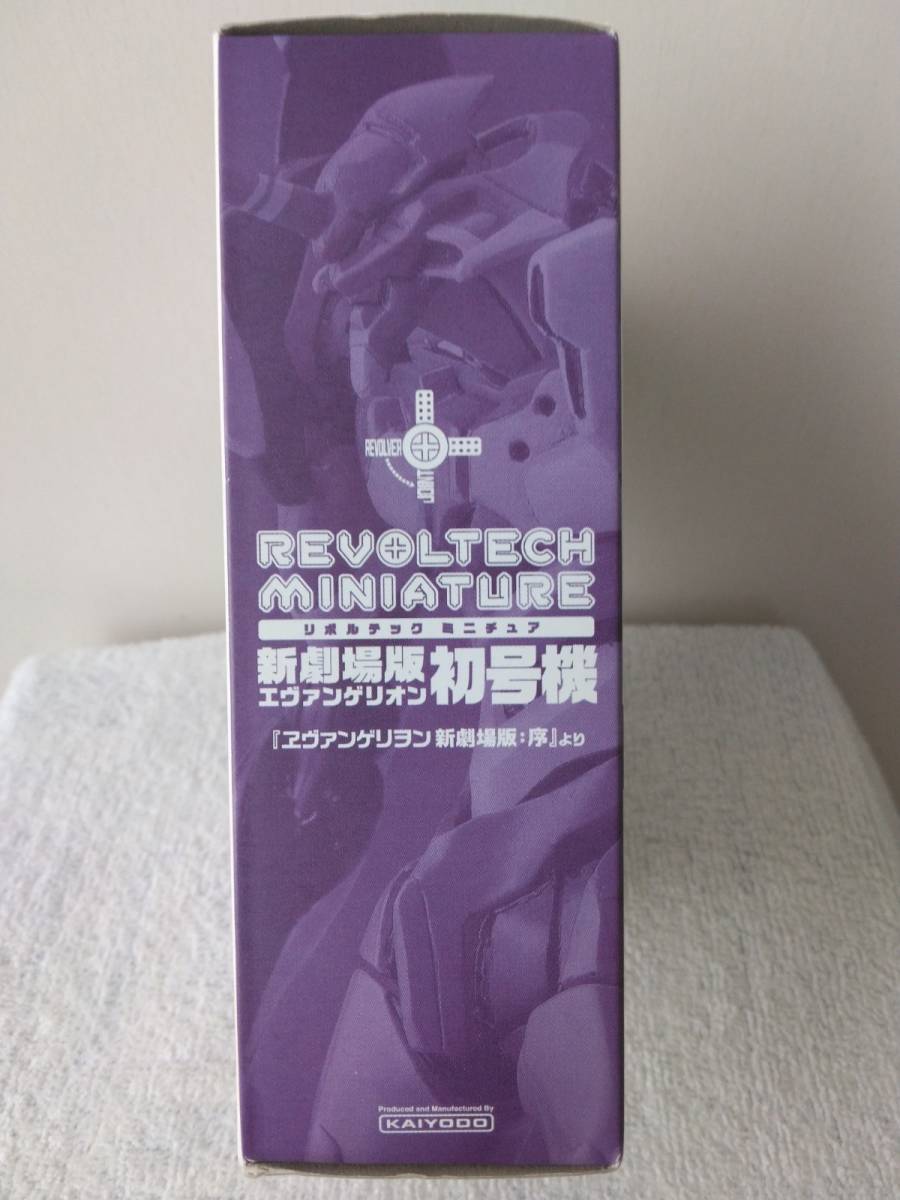 REVOLVER
JOINT
REVOLTECH
MINIATURE
リボルテック ミニチュア
新劇場版
エヴァンゲリオン
初号機
『ヱヴァンゲリヲン 新劇場版:序』より
Produced and Manufactured By
KAIYODO